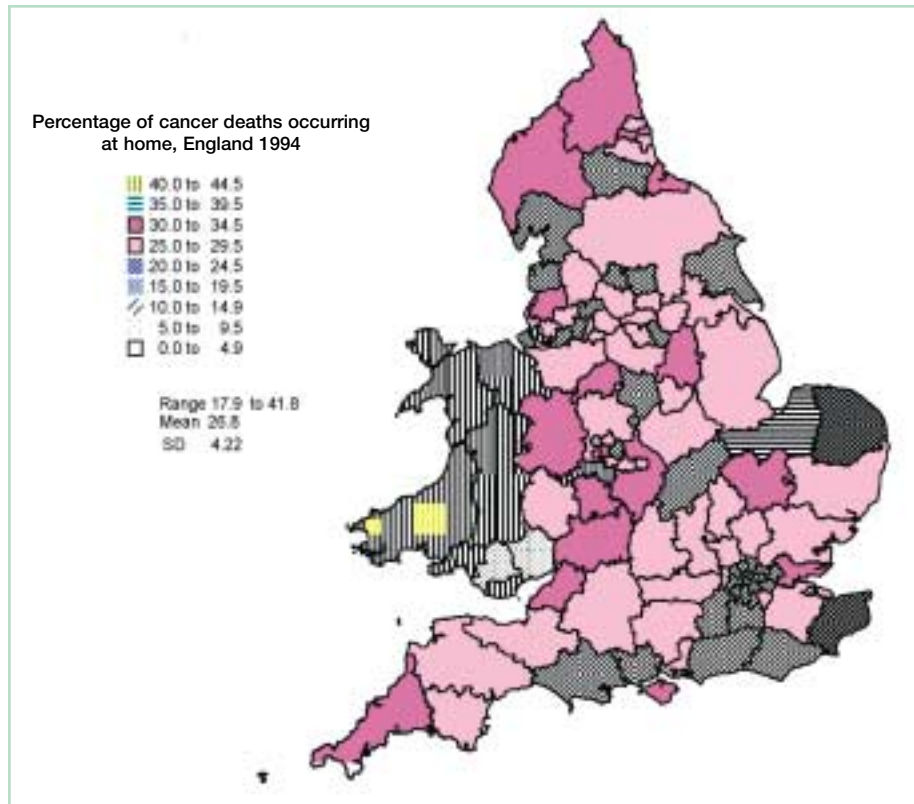 Percentage of cancer deaths occurring
at home, England 1994
40.0 to 44.5
35.0 to 39.5
30.0 to 34.5
25.0 to 29.5
20.0 to 24.5
15.0 to 19.5
10.0 to 14.9
5.0 to 9.5
0.0 to 4.9
Range 17.9 to 41.8
Mean 26.8
SD 4.22